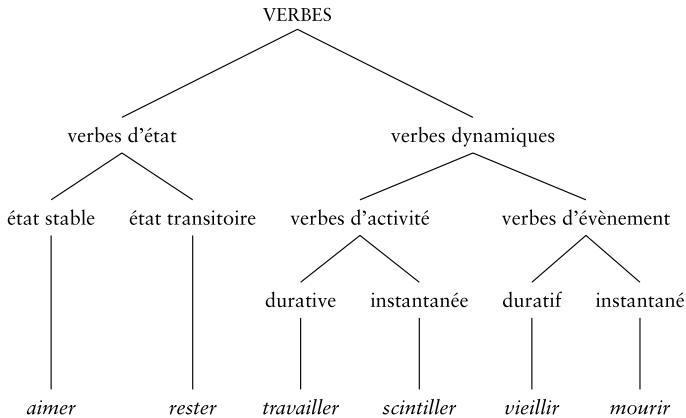 VERBES
verbes d’état verbes dynamiques
état stable état transitoire verbes d’activité verbes d’évènement
durative instantanée duratif instantané
aimer rester travailler scintiller vieillir mourir